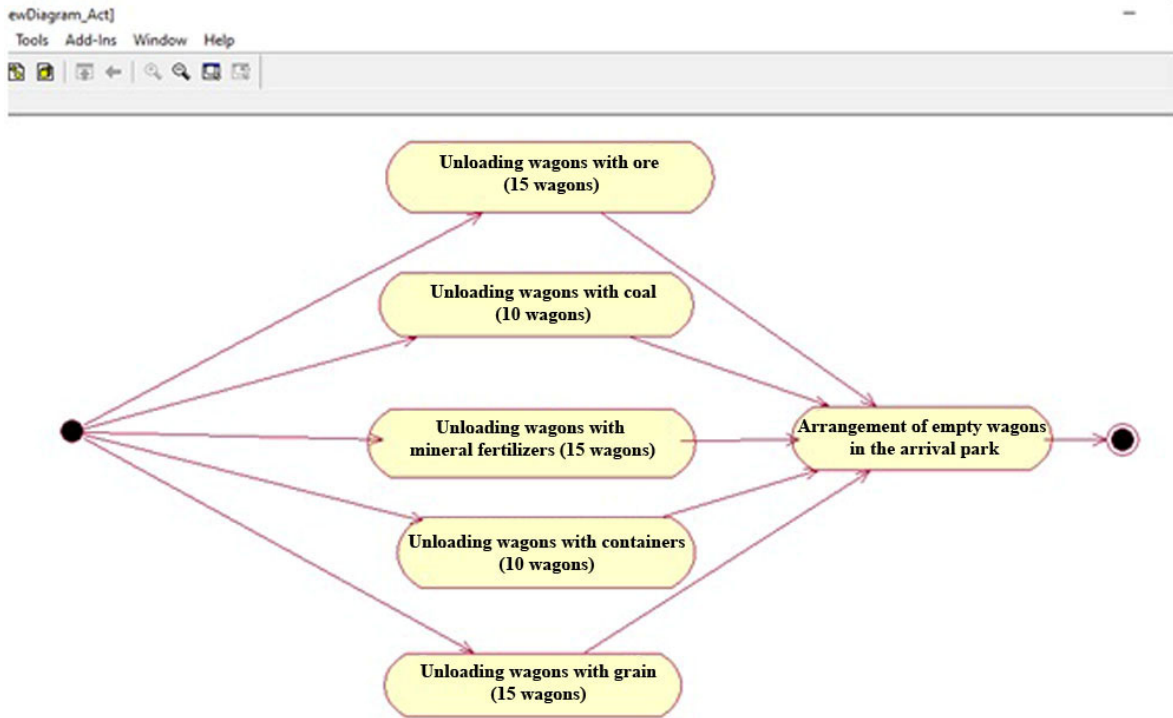 ewDiagram_Act]
Tools Add-Ins Window Help
Unloading wagons with ore
(15 wagons)
Unloading wagons with coal
(10 wagons)
Unloading wagons with
mineral fertilizers (15 wagons)
Arrangement of empty wagons
in the arrival park
Unloading wagons with containers
(10 wagons)
Unloading wagons with grain
(15 wagons)